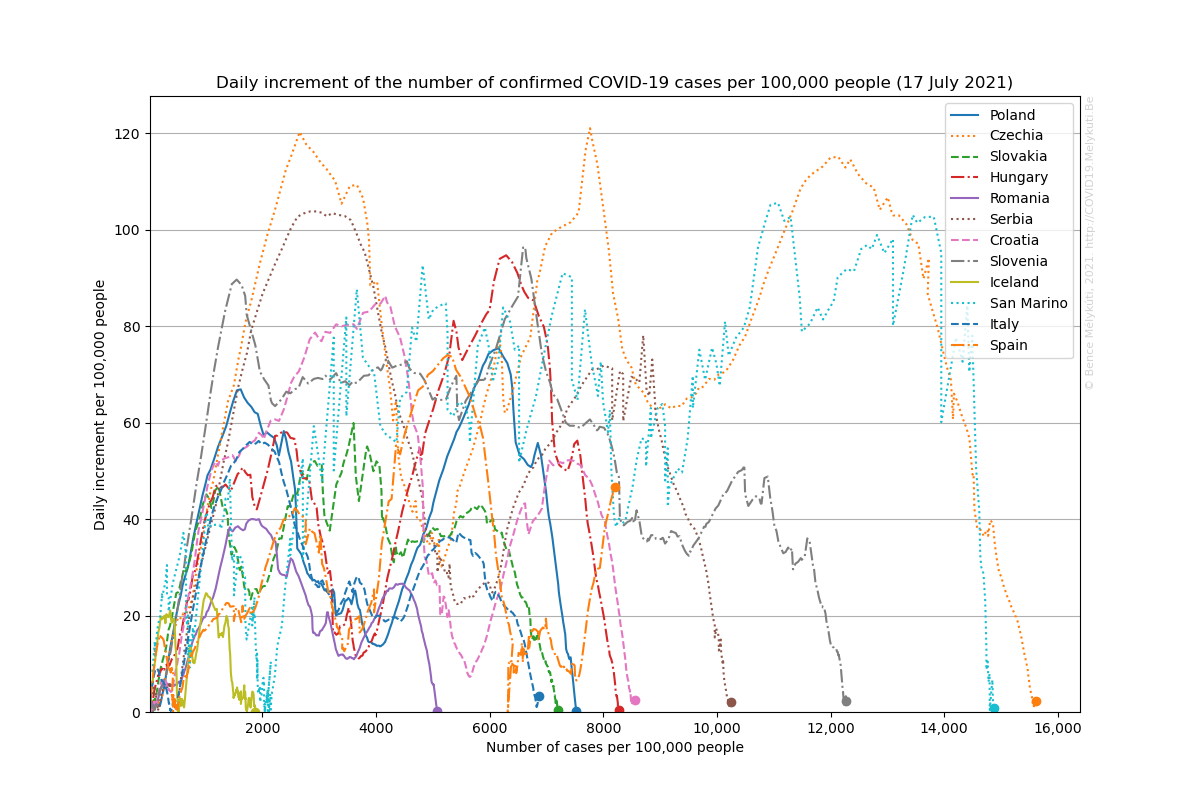 Daily increment of the number of confirmed COVID-19 cases per 100,000 people (17 July 2021)
Daily increment per 100,000 people
120
100
80
60
40
20
0
2000
4000
6000
8000
10,000
12,000
14,000
16,000
Number of cases per 100,000 people
Poland
Czechia
Slovakia
Hungary
Romania
Serbia
Croatia
Slovenia
Iceland
San Marino
Italy
Spain
© Bence Melykuti, 2021 http://COVID19.Melykuti.Be